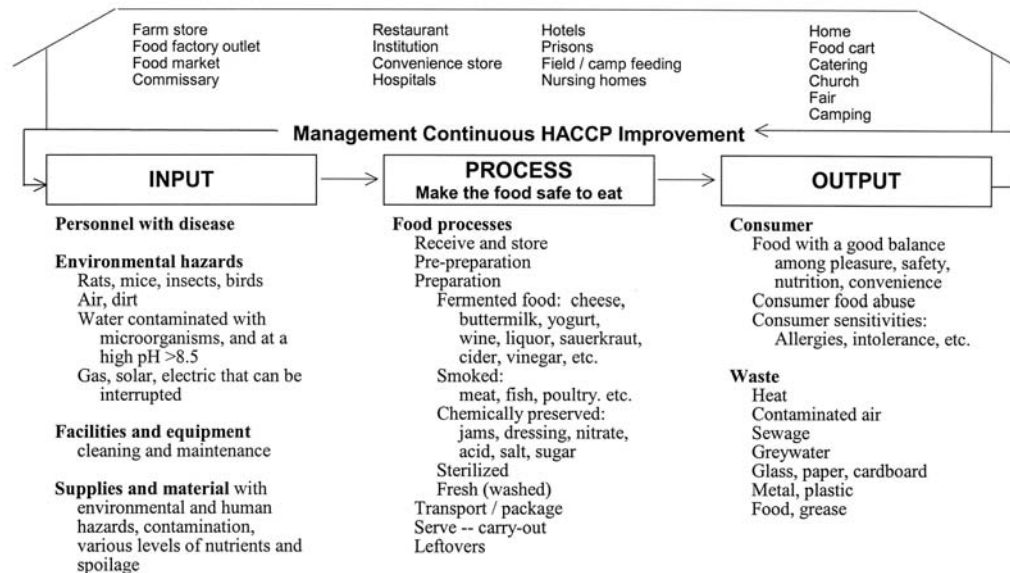 Farm store
Food factory outlet
Food market
Commissary
Restaurant
Institution
Convenience store
Hospitals
Hotels
Prisons
Field / camp feeding
Nursing homes
Home
Food cart
Catering
Church
Fair
Camping
Management Continuous HACCP Improvement
INPUT
PROCESS
Make the food safe to eat
OUTPUT
Personnel with disease
Environmental hazards
Rats, mice, insects, birds
Air, dirt
Water contaminated with
microorganisms, and at a
high pH >8.5
Gas, solar, electric that can be
interrupted
Facilities and equipment
cleaning and maintenance
Supplies and material with
environmental and human
hazards, contamination,
various levels of nutrients and
spoilage
Food processes
Receive and store
Pre-preparation
Preparation
Fermented food: cheese,
buttermilk, yogurt,
wine, liquor, sauerkraut,
cider, vinegar, etc.
Smoked:
meat, fish, poultry. etc.
Chemically preserved:
jams, dressing, nitrate,
acid, salt, sugar
Sterilized
Fresh (washed)
Transport / package
Serve -- carry-out
Leftovers
Consumer
Food with a good balance
among pleasure, safety,
nutrition, convenience
Consumer food abuse
Consumer sensitivities:
Allergies, intolerance, etc.
Waste
Heat
Contaminated air
Sewage
Greywater
Glass, paper, cardboard
Metal, plastic
Food, grease